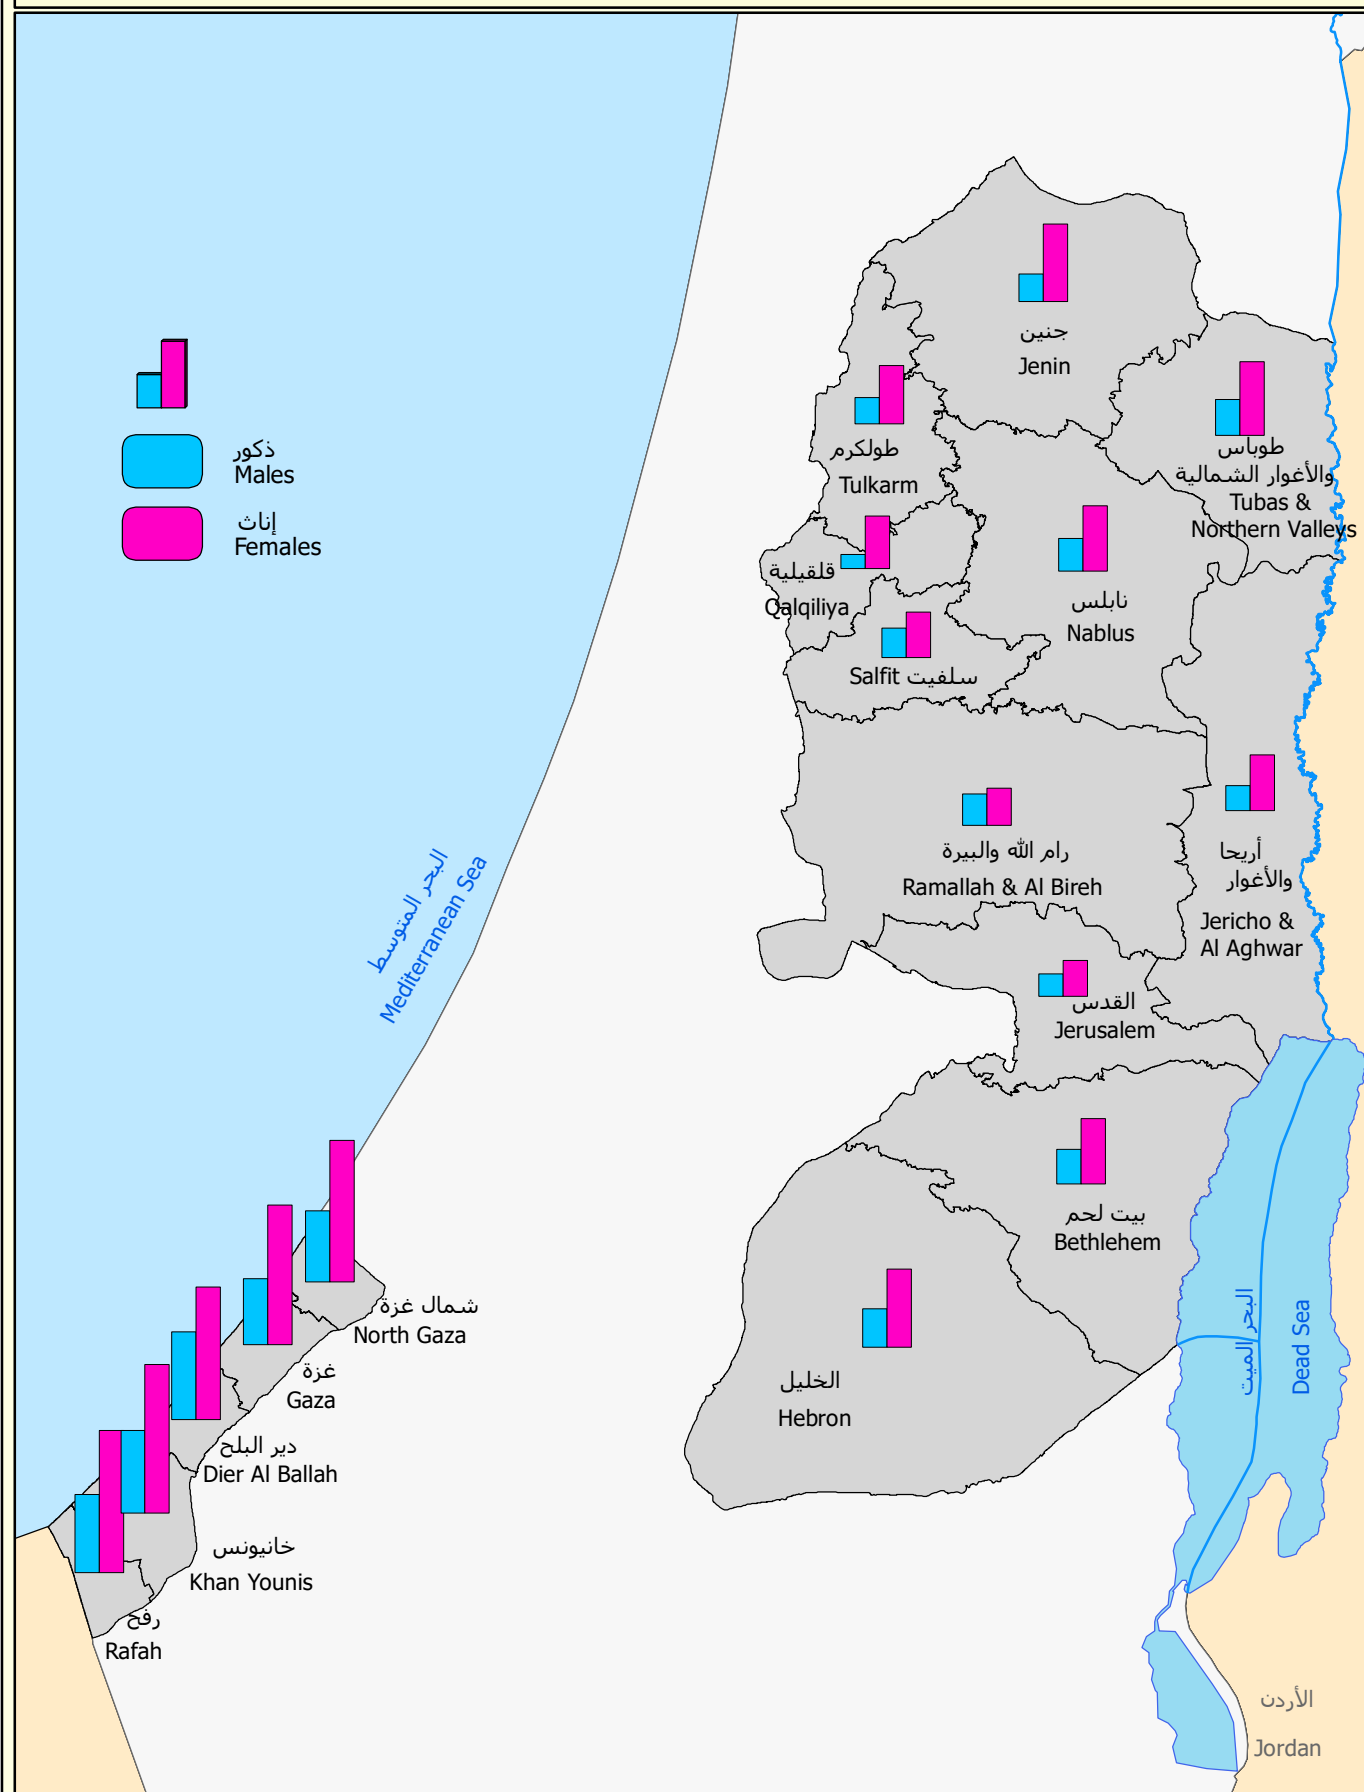 جنين
Jenin
ذكور
Males
إناث
Females
طولكرم
Tulkarm
طوباس
والأغوار الشمالية
Tubas &
Northern Valleys
قلقيلية
Qalqiliya
نابلس
Nablus
Salfit سلفيت
رام الله والبيرة
Ramallah & Al Bireh
أريحا
والأغوار
Jericho &
Al Aghwar
البحر المتوسط
Mediterranean Sea
القدس
Jerusalem
بيت لحم
Bethlehem
البحر الميت
Dead Sea
شمال غزة
North Gaza
غزة
Gaza
الخليل
Hebron
دير البلح
Dier Al Ballah
خانيونس
Khan Younis
رفح
Rafah
الأردن
Jordan